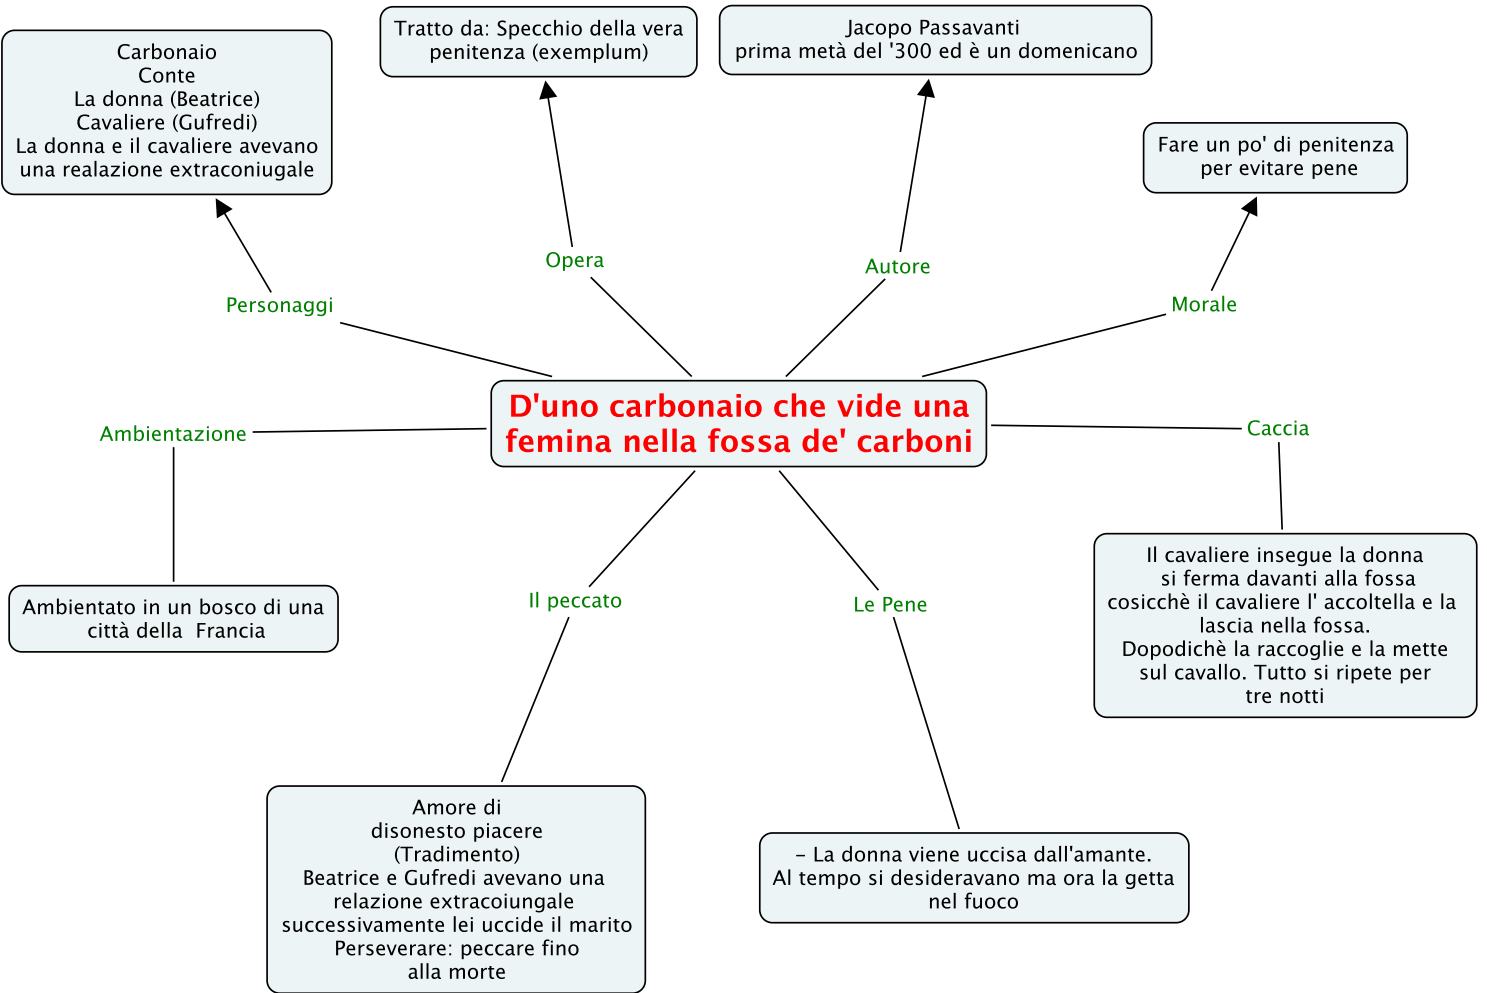 Carbonaio
Conte
La donna (Beatrice)
Cavaliere (Gufredi)
La donna e il cavaliere avevano
una realazione extraconiugale
Tratto da: Specchio della vera
penitenza (exemplum)
Jacopo Passavanti
prima metà del '300 ed è un domenicano
Fare un po' di penitenza
per evitare pene
Personaggi
Opera
Autore
Morale
D'uno carbonaio che vide una
femina nella fossa de' carboni
Ambientazione
Caccia
Ambientato in un bosco di una
città della  Francia
Il peccato
Le Pene
Il cavaliere insegue la donna
si ferma davanti alla fossa
cosicchè il cavaliere l' accoltella e la
lascia nella fossa.
Dopodichè la raccoglie e la mette
sul cavallo. Tutto si ripete per
tre notti
Amore di
disonesto piacere
(Tradimento)
Beatrice e Gufredi avevano una
relazione extracoiungale
successivamente lei uccide il marito
Perseverare: peccare fino
alla morte
- La donna viene uccisa dall'amante.
Al tempo si desideravano ma ora la getta
nel fuoco